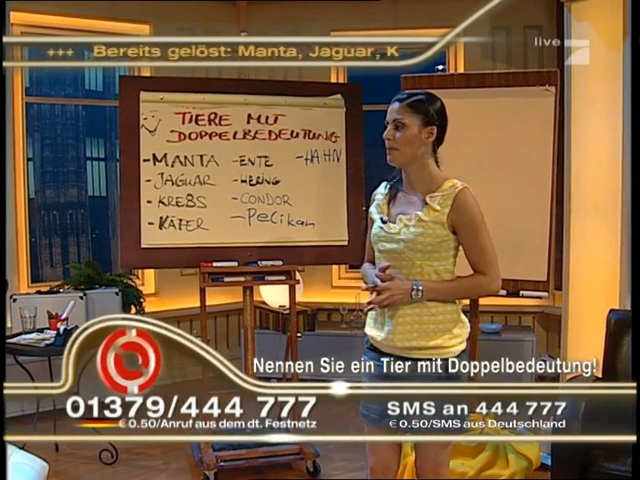 +++ Bereits gelöst: Manta, Jaguar, K
live
TIERE MIT
DOPPELBEDEUTUNG
-MANTA
-JAGUAR
-KREBS
-KÄFER
-ENTE
-HERING
-CONDOR
-Pelikan
-HAHN
Nennen Sie ein Tier mit Doppelbedeutung!
01379/444 777
€ 0.50/Anruf aus dem dt. Festnetz
SMS an 444 777
€ 0.50/SMS aus Deutschland